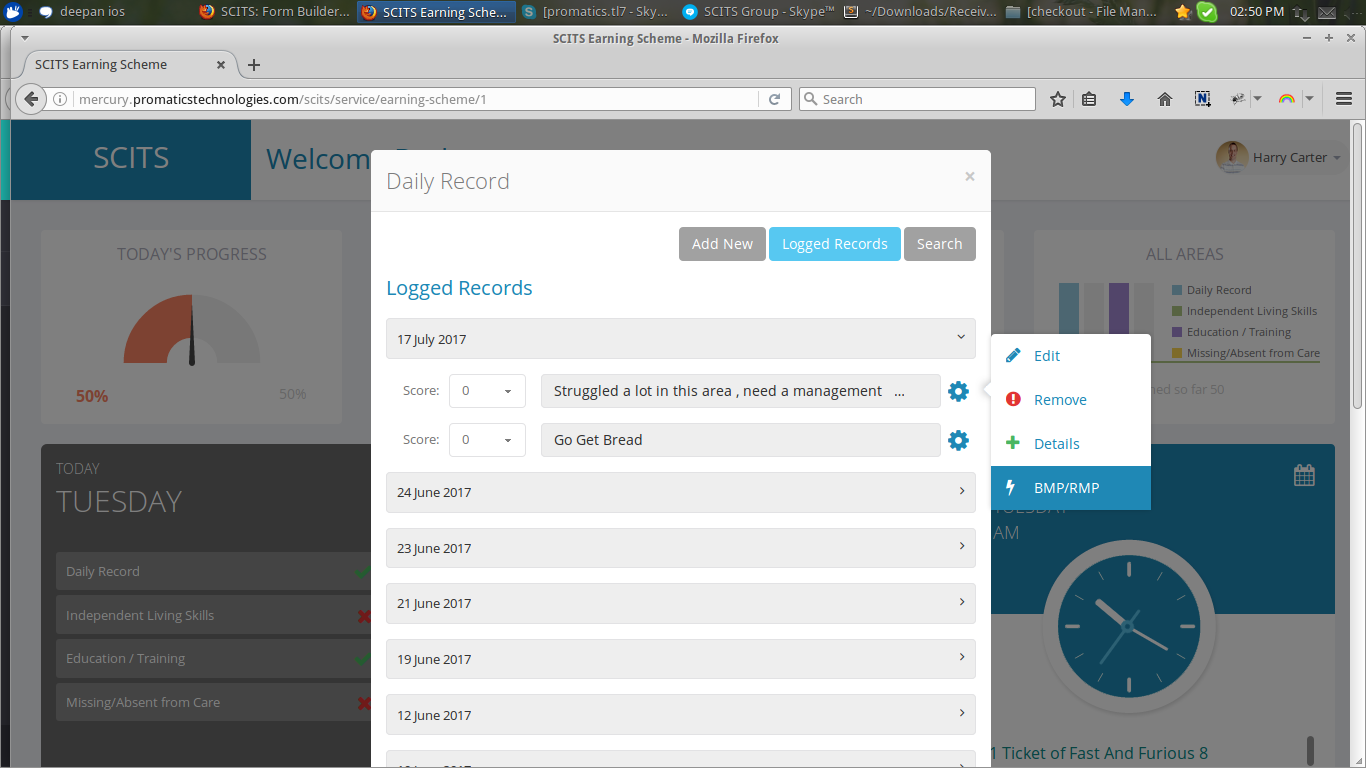 deepan ios
SCITS: Form Builder...
SCITS Earning Sche...
[promatics.tl7 - Sky...
SCITS Group - Skype™
~/Downloads/Receiv...
[checkout - File Man...
02:50 PM
SCITS Earning Scheme - Mozilla Firefox
SCITS Earning Scheme
mercury.promaticstechnologies.com/scits/service/earning-scheme/1
Search
SCITS
Welcom
Harry Carter
Daily Record
Add New
Logged Records
Search
TODAY'S PROGRESS
50%
50%
ALL AREAS
Daily Record
Independent Living Skills
Education / Training
Missing/Absent from Care
ned so far 50
Logged Records
17 July 2017
Score:
0
Struggled a lot in this area , need a management ...
Score:
0
Go Get Bread
Edit
Remove
Details
BMP/RMP
24 June 2017
23 June 2017
21 June 2017
19 June 2017
12 June 2017
TODAY
TUESDAY
Daily Record
Independent Living Skills
Education / Training
Missing/Absent from Care
TUESDAY
AM
1 Ticket of Fast And Furious 8